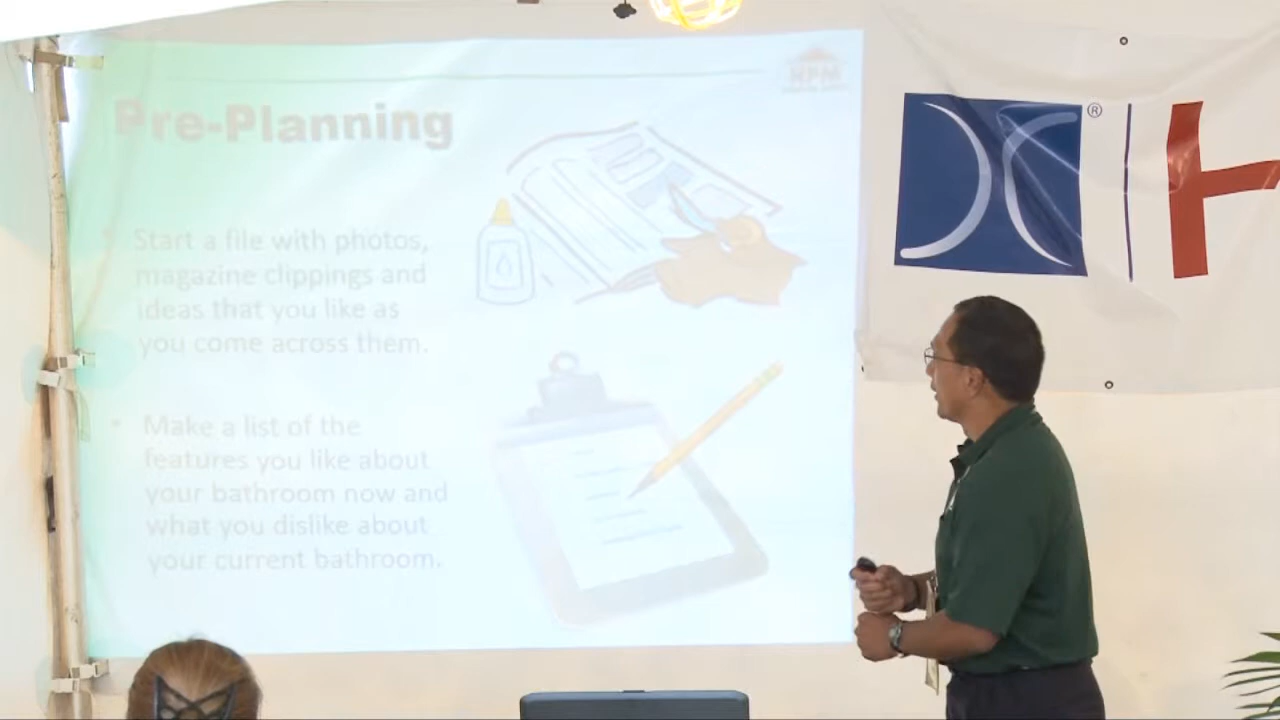 HPM
Pre-Planning
Start a file with photos,
magazine clippings and
ideas that you like as
you come across them.
Make a list of the
features you like about
your bathroom now and
what you dislike about
your current bathroom.
®
H